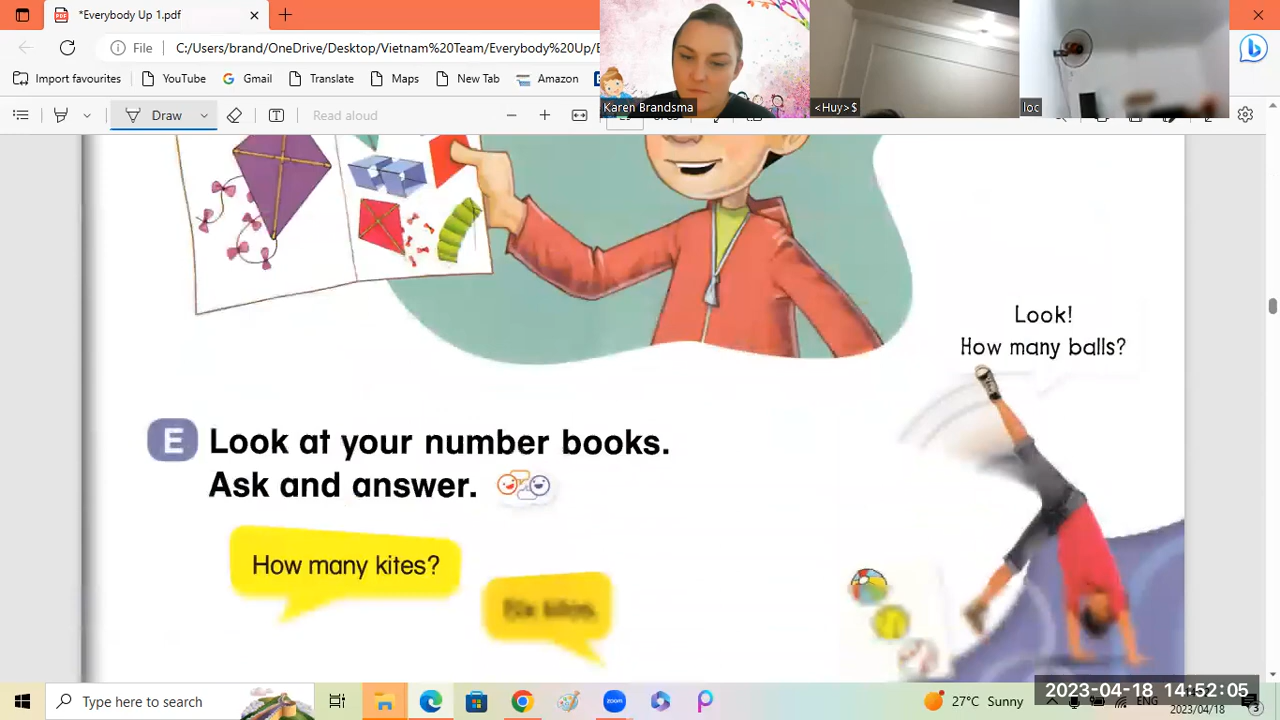 *Everybody Up 1.pdf
File
C:/Users/brand/OneDrive/Desktop/Vietnam%20Team/Everybody%20Up/E
Import favourites
YouTube
Gmail
Translate
Maps
New Tab
Amazon
Karen Brandsma
<Huy>$
loc
Draw
Read aloud
Look!
How many balls?
E Look at your number books.
Ask and answer.
How many kites?
Type here to search
27°C Sunny
ENG
2023-04-18 14:52:05
2023/04/18